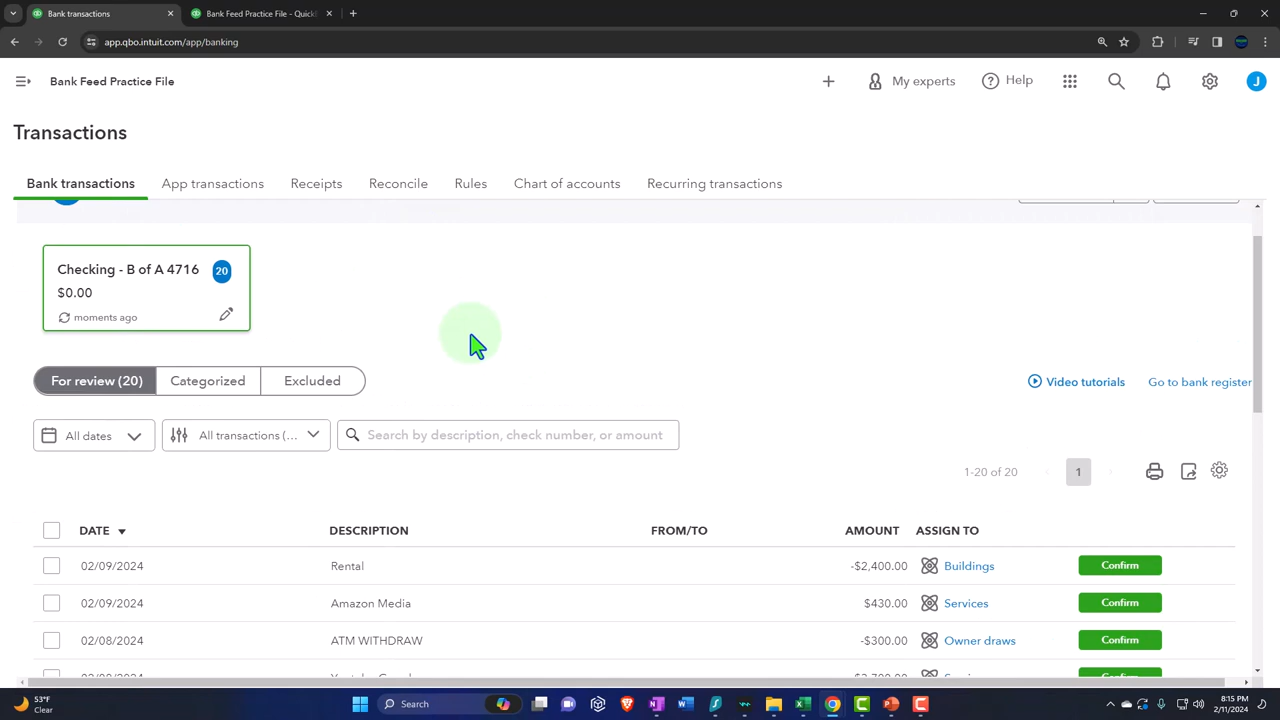 Bank transactions
Bank Feed Practice File - QuickB
app.qbo.intuit.com/app/banking
Bank Feed Practice File
My experts
Help
J
Transactions
Bank transactions App transactions Receipts Reconcile Rules Chart of accounts Recurring transactions
Checking - B of A 4716 20
$0.00
moments ago
For review (20) Categorized Excluded
Video tutorials Go to bank register
All dates All transactions (... Search by description, check number, or amount
1-20 of 20 1
DATE DESCRIPTION FROM/TO AMOUNT ASSIGN TO
02/09/2024 Rental -$2,400.00 Buildings Confirm
02/09/2024 Amazon Media $430.00 Services Confirm
02/08/2024 ATM WITHDRAW -$300.00 Owner draws Confirm
53°F
Clear
Search
8:15 PM
2/11/2024